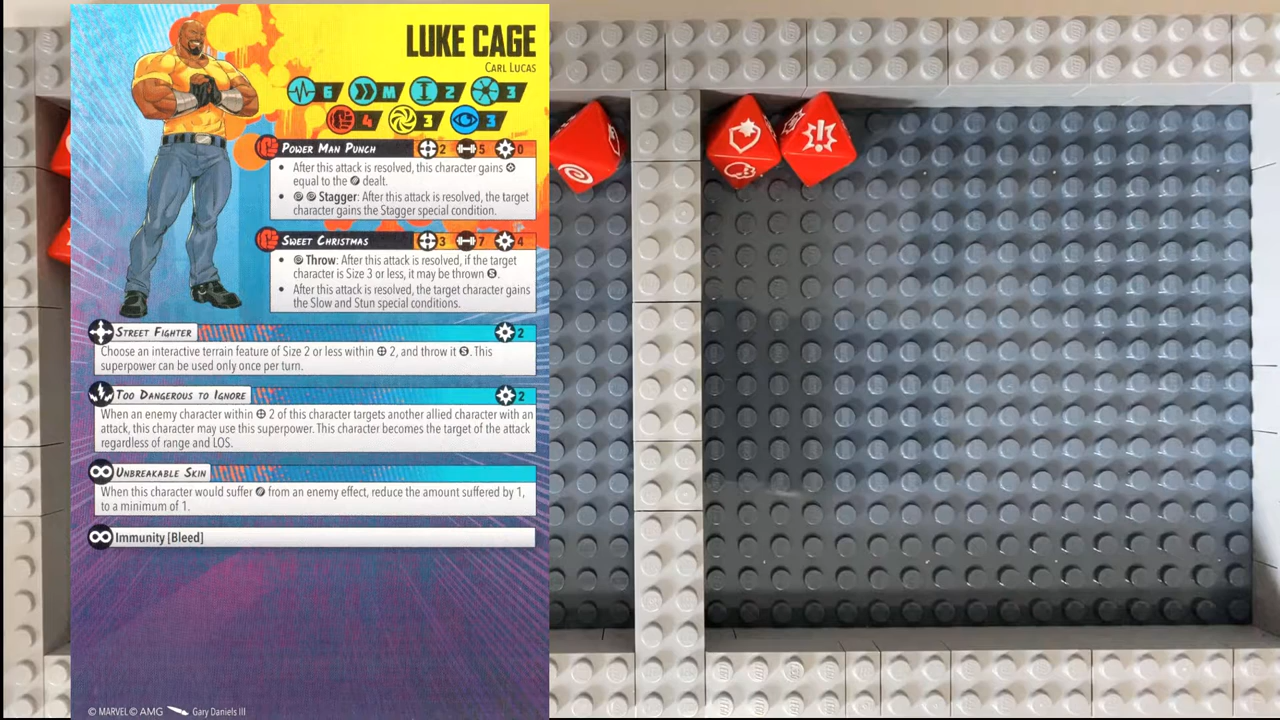 LUKE CAGE
CARL LUCAS
6 M 2 3
4 3 3
POWER MAN PUNCH 2 5 0
After this attack is resolved, this character gains
equal to the dealt.
Stagger: After this attack is resolved, the target
character gains the Stagger special condition.
SWEET CHRISTMAS 3 7 4
Throw: After this attack is resolved, if the target
character is Size 3 or less, it may be thrown S.
After this attack is resolved, the target character gains
the Slow and Stun special conditions.
STREET FIGHTER 2
Choose an interactive terrain feature of Size 2 or less within 2, and throw it S. This
superpower can be used only once per turn.
TOO DANGEROUS TO IGNORE 2
When an enemy character within 2 of this character targets another allied character with an
attack, this character may use this superpower. This character becomes the target of the attack
regardless of range and LOS.
UNBREAKABLE SKIN
When this character would suffer from an enemy effect, reduce the amount suffered by 1,
to a minimum of 1.
Immunity [Bleed]
© MARVEL © AMG Gary Daniels III